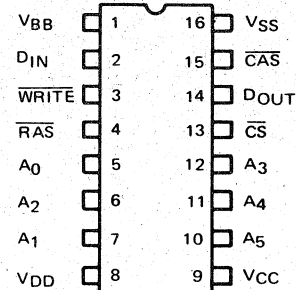 VBB 1 16 VSS
DIN 2 15 CAS
WRITE 3 14 DOUT
RAS 4 13 CS
A0 5 12 A3
A2 6 11 A4
A1 7 10 A5
VDD 8 9 VCC